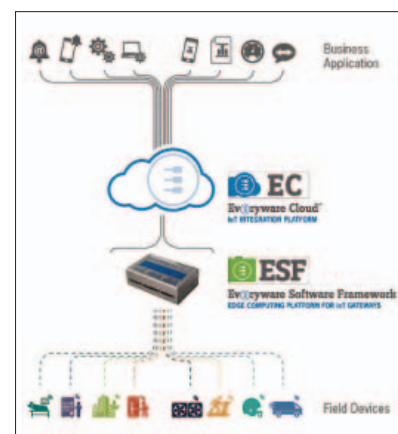 Business
Application
EC
Everyware Cloud™
IoT INTEGRATION PLATFORM
ESF
Everyware Software Framework
EDGE COMPUTING PLATFORM FOR IoT GATEWAYS
Field Devices